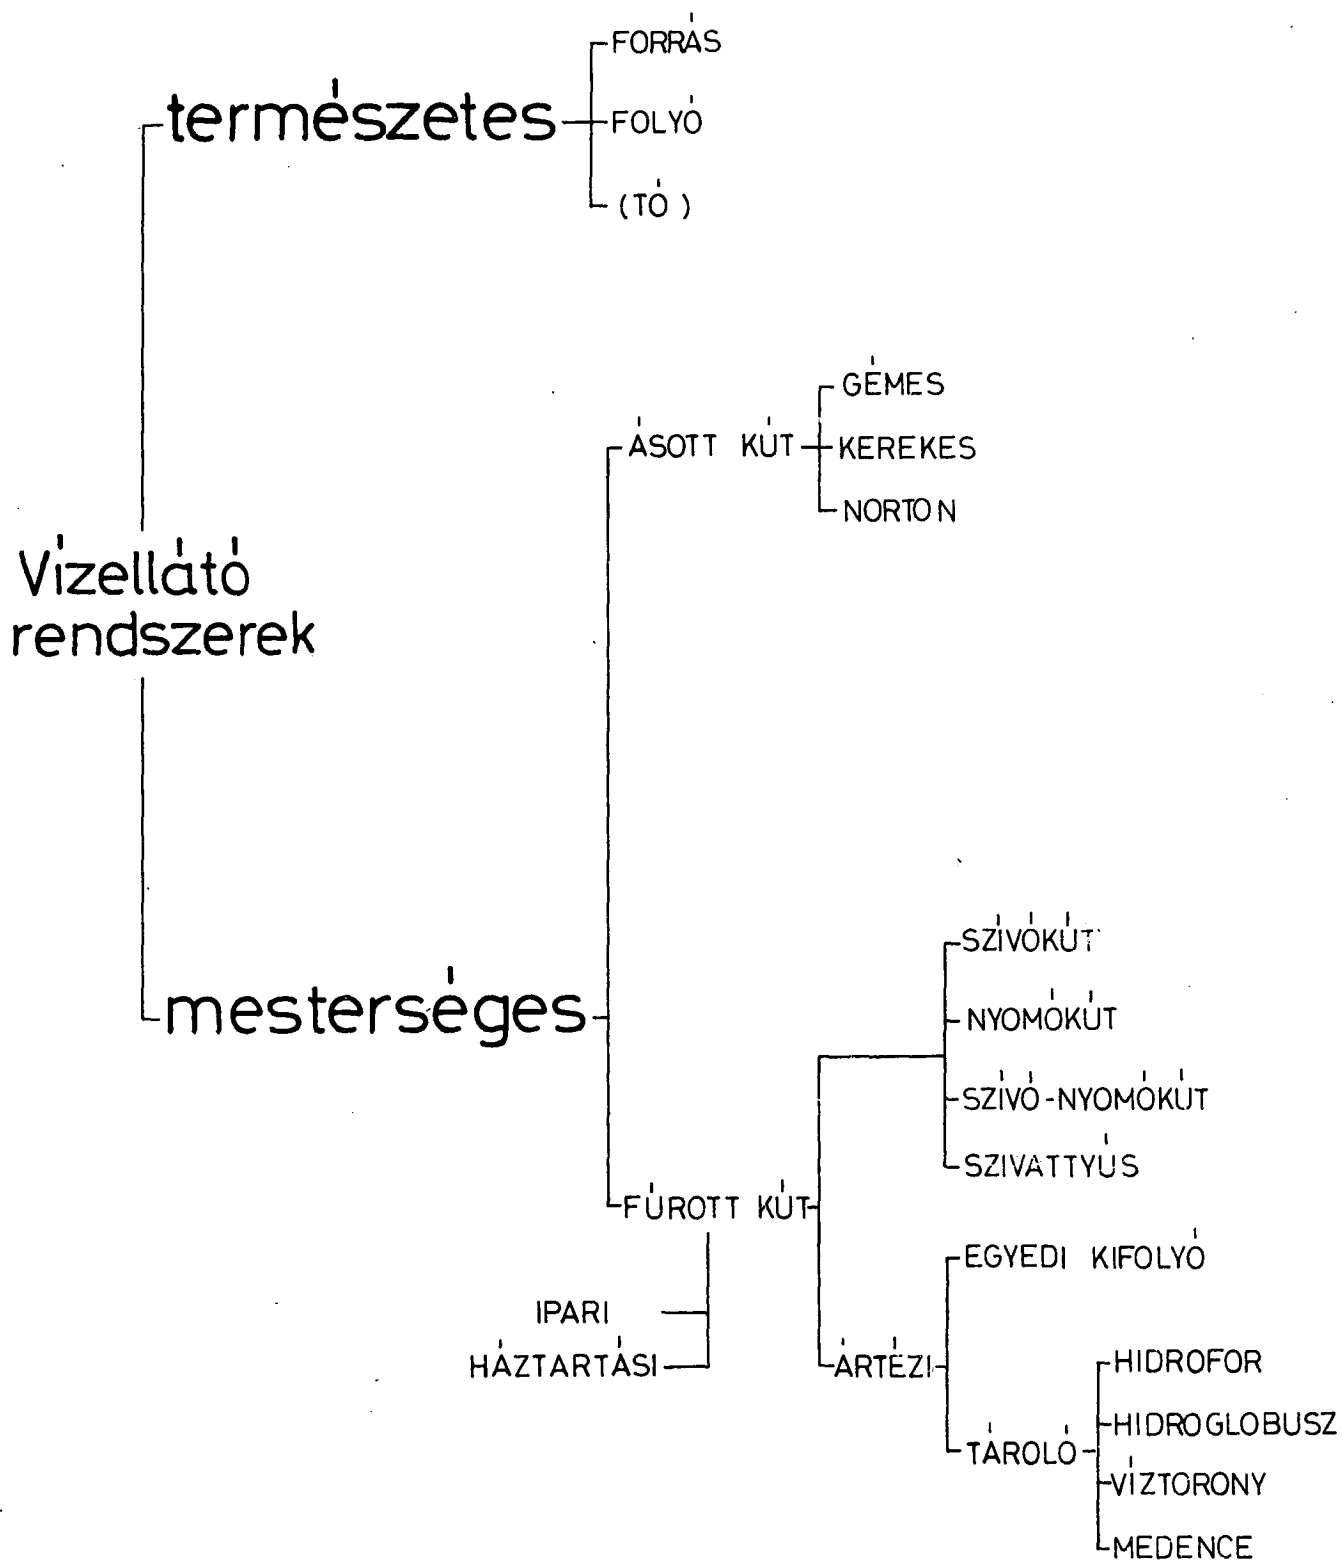 FORRÁS
természetes
FOLYÓ
(TÓ)
GÉMES
ÁSOTT KÚT
KEREKES
NORTON
Vízellátó
rendszerek
SZÍVÓKÚT
mesterséges
NYOMÓKÚT
SZÍVÓ-NYOMÓKÚT
SZIVATTYÚS
FÚROTT KÚT
EGYEDI KIFOLYÓ
IPARI
HÁZTARTÁSI
ÁRTÉZI
HIDROFOR
HIDROGLOBUSZ
TÁROLÓ
VÍZTORONY
MEDENCE